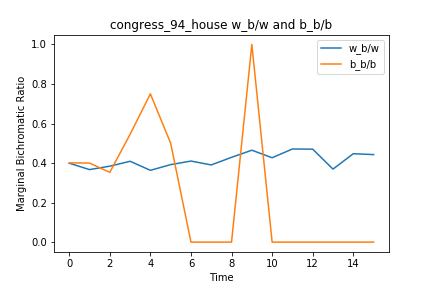 congress_94_house w_b/w and b_b/b
w_b/w
b_b/b
Marginal Bichromatic Ratio
1.0
0.8
0.6
0.4
0.2
0.0
0 2 4 6 8 10 12 14
Time